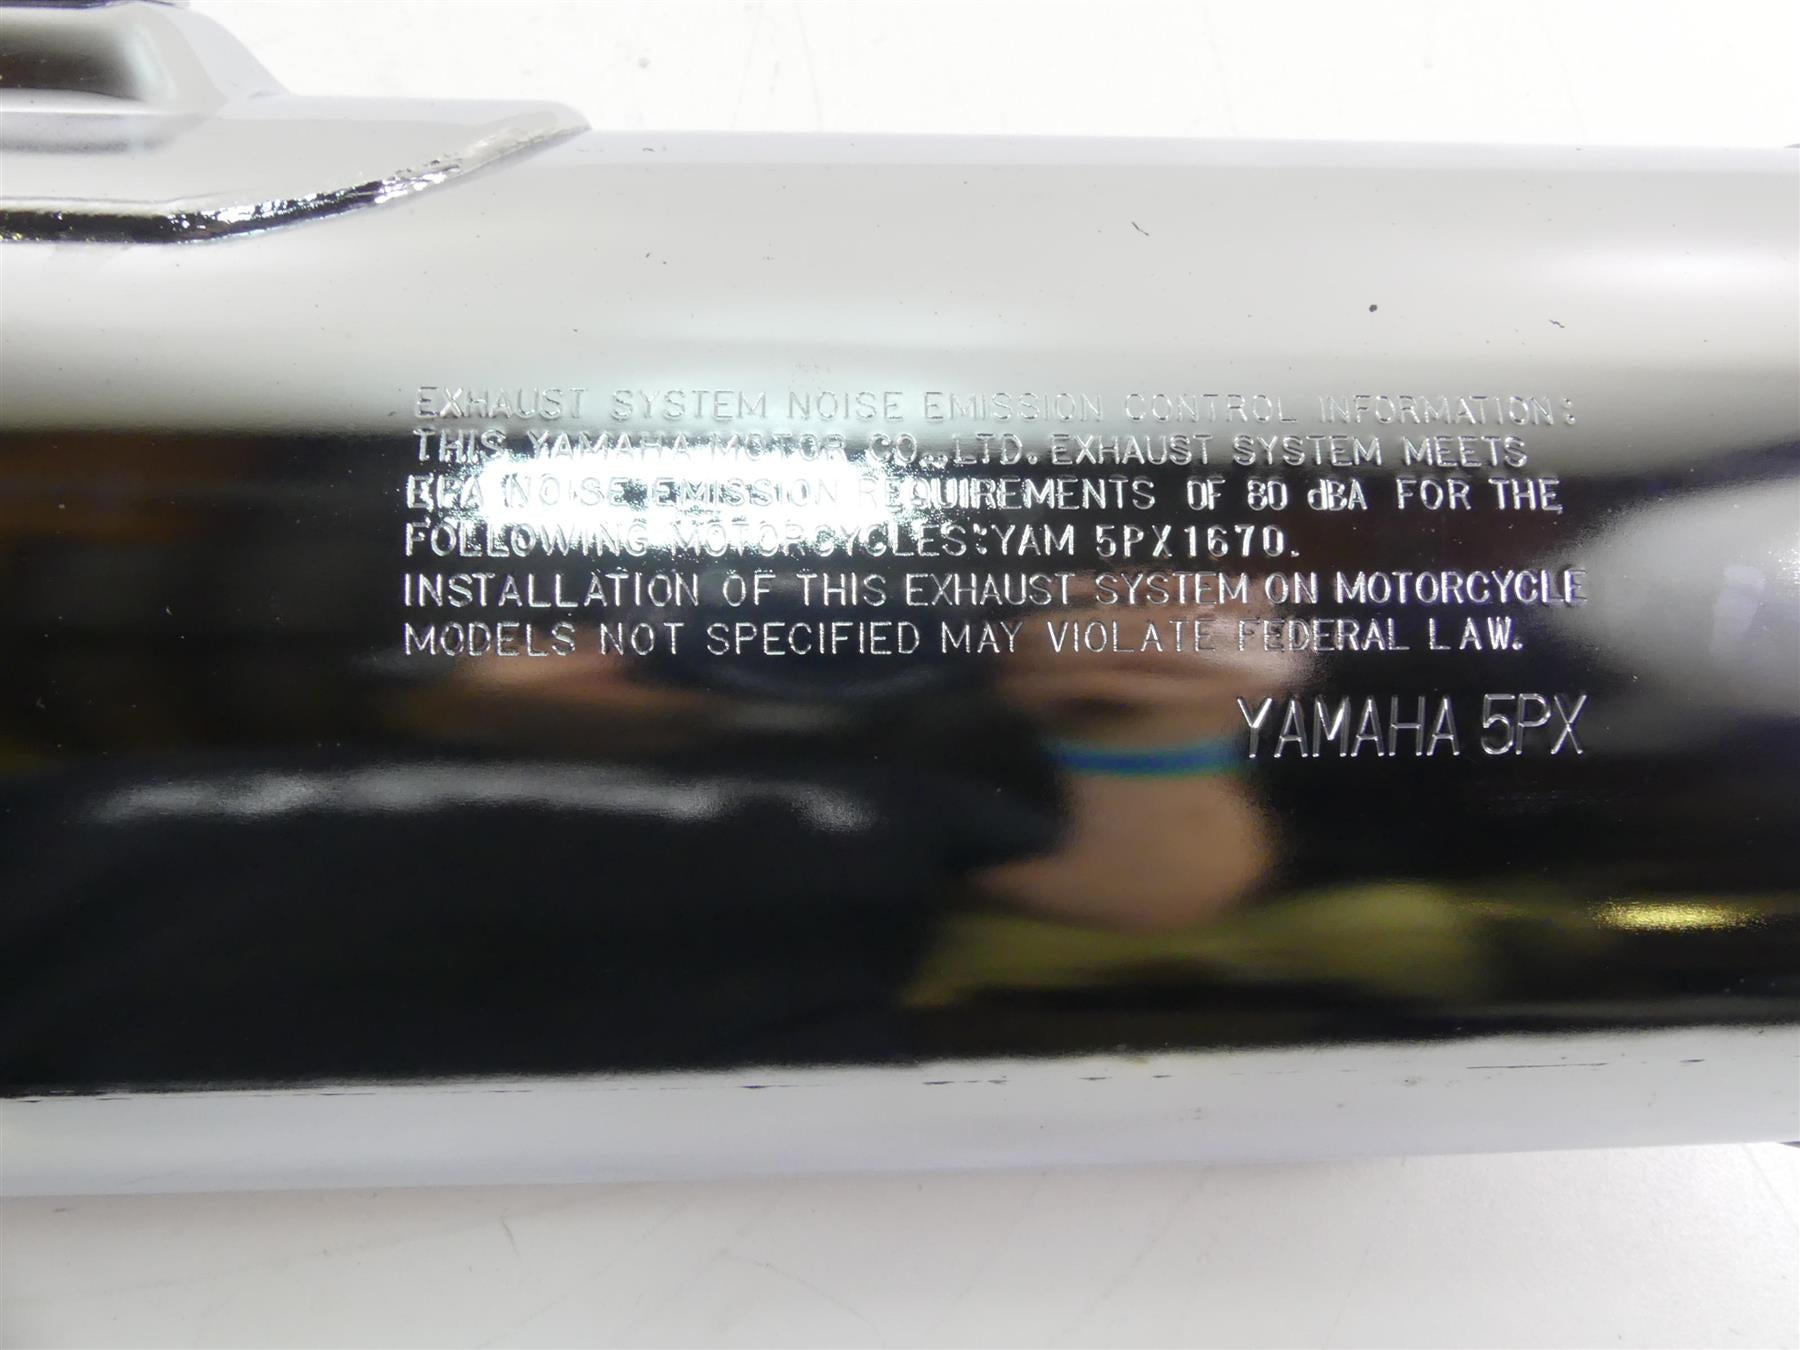 EXHAUST SYSTEM NOISE EMISSION CONTROL INFORMATION:
THIS YAMAHA MOTOR CO.,LTD. EXHAUST SYSTEM MEETS
EPA NOISE EMISSION REQUIREMENTS OF 80 dBA FOR THE
FOLLOWING MOTORCYCLES:YAM 5PX1670.
INSTALLATION OF THIS EXHAUST SYSTEM ON MOTORCYCLE
MODELS NOT SPECIFIED MAY VIOLATE FEDERAL LAW.
YAMAHA 5PX